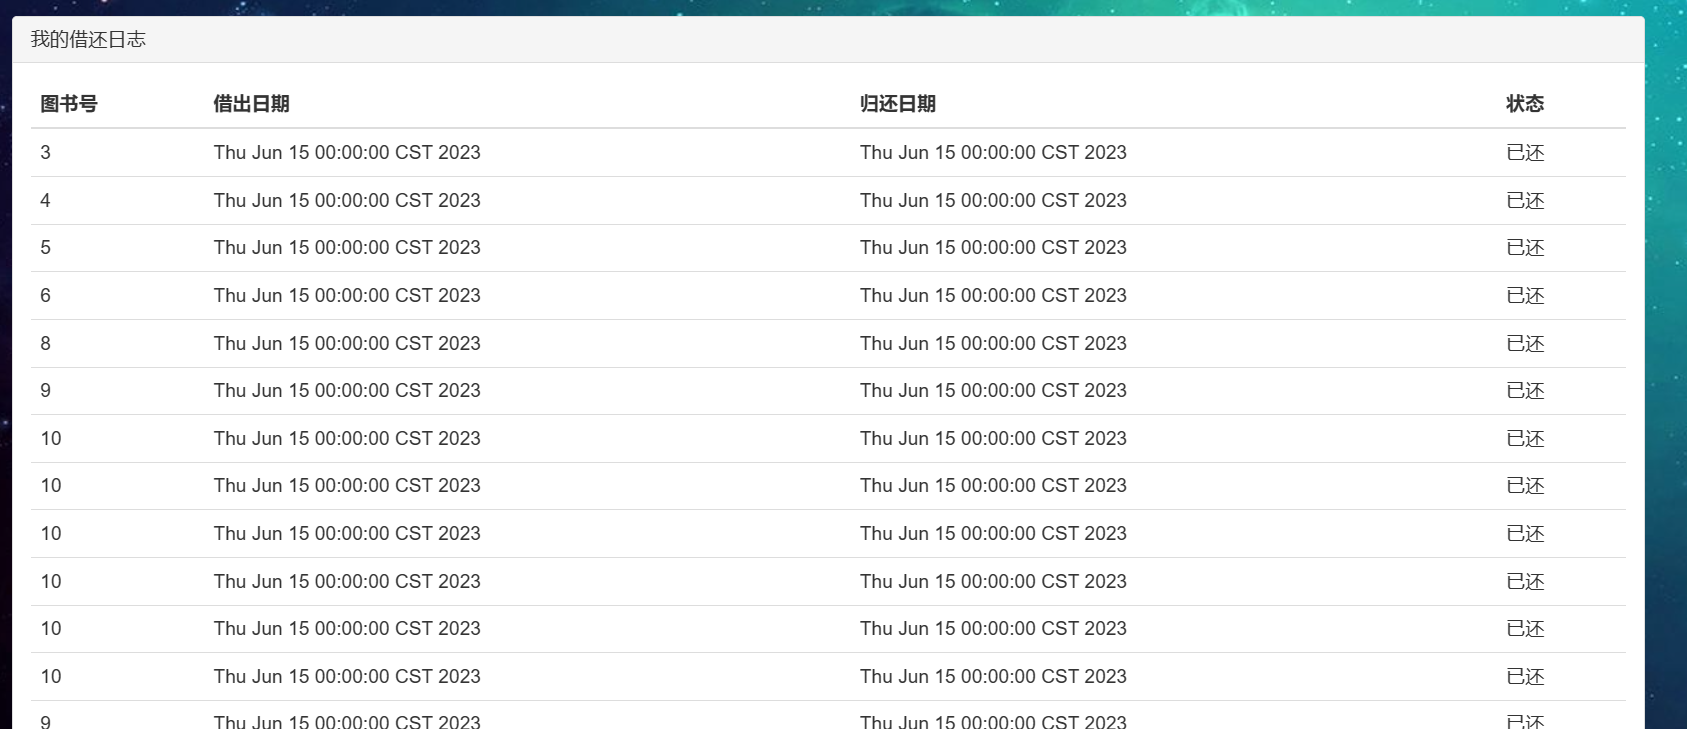 我的借还日志
图书号 借出日期 归还日期 状态
3 Thu Jun 15 00:00:00 CST 2023 Thu Jun 15 00:00:00 CST 2023 已还
4 Thu Jun 15 00:00:00 CST 2023 Thu Jun 15 00:00:00 CST 2023 已还
5 Thu Jun 15 00:00:00 CST 2023 Thu Jun 15 00:00:00 CST 2023 已还
6 Thu Jun 15 00:00:00 CST 2023 Thu Jun 15 00:00:00 CST 2023 已还
8 Thu Jun 15 00:00:00 CST 2023 Thu Jun 15 00:00:00 CST 2023 已还
9 Thu Jun 15 00:00:00 CST 2023 Thu Jun 15 00:00:00 CST 2023 已还
10 Thu Jun 15 00:00:00 CST 2023 Thu Jun 15 00:00:00 CST 2023 已还
10 Thu Jun 15 00:00:00 CST 2023 Thu Jun 15 00:00:00 CST 2023 已还
10 Thu Jun 15 00:00:00 CST 2023 Thu Jun 15 00:00:00 CST 2023 已还
10 Thu Jun 15 00:00:00 CST 2023 Thu Jun 15 00:00:00 CST 2023 已还
10 Thu Jun 15 00:00:00 CST 2023 Thu Jun 15 00:00:00 CST 2023 已还
10 Thu Jun 15 00:00:00 CST 2023 Thu Jun 15 00:00:00 CST 2023 已还
9 Thu Jun 15 00:00:00 CST 2023 Thu Jun 15 00:00:00 CST 2023 已还